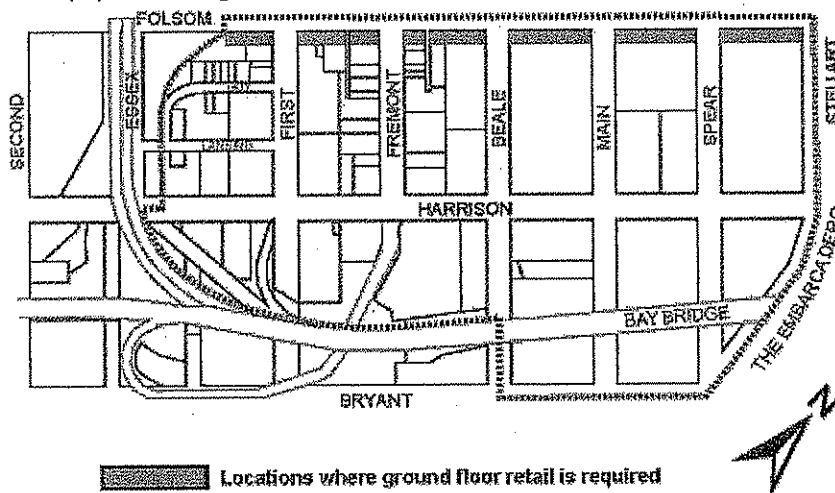 FOLSOM
SECOND
ESSEX
FIRST
FREMONT
BEALE
MAIN
SPEAR
STEUART
LANSING
HARRISON
THE EMBARCADERO
BAY BRIDGE
BRYANT
N
Locations where ground floor retail is required